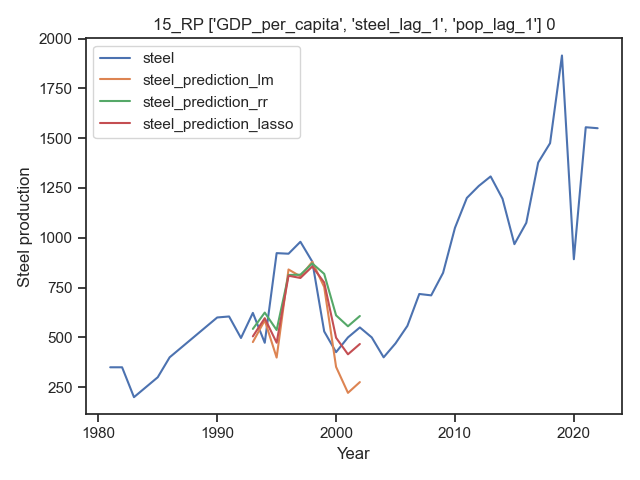 15_RP ['GDP_per_capita', 'steel_lag_1', 'pop_lag_1'] 0
2000
1750
1500
1250
1000
750
500
250
Steel production
steel
steel_prediction_lm
steel_prediction_rr
steel_prediction_lasso
1980 1990 2000 2010 2020
Year